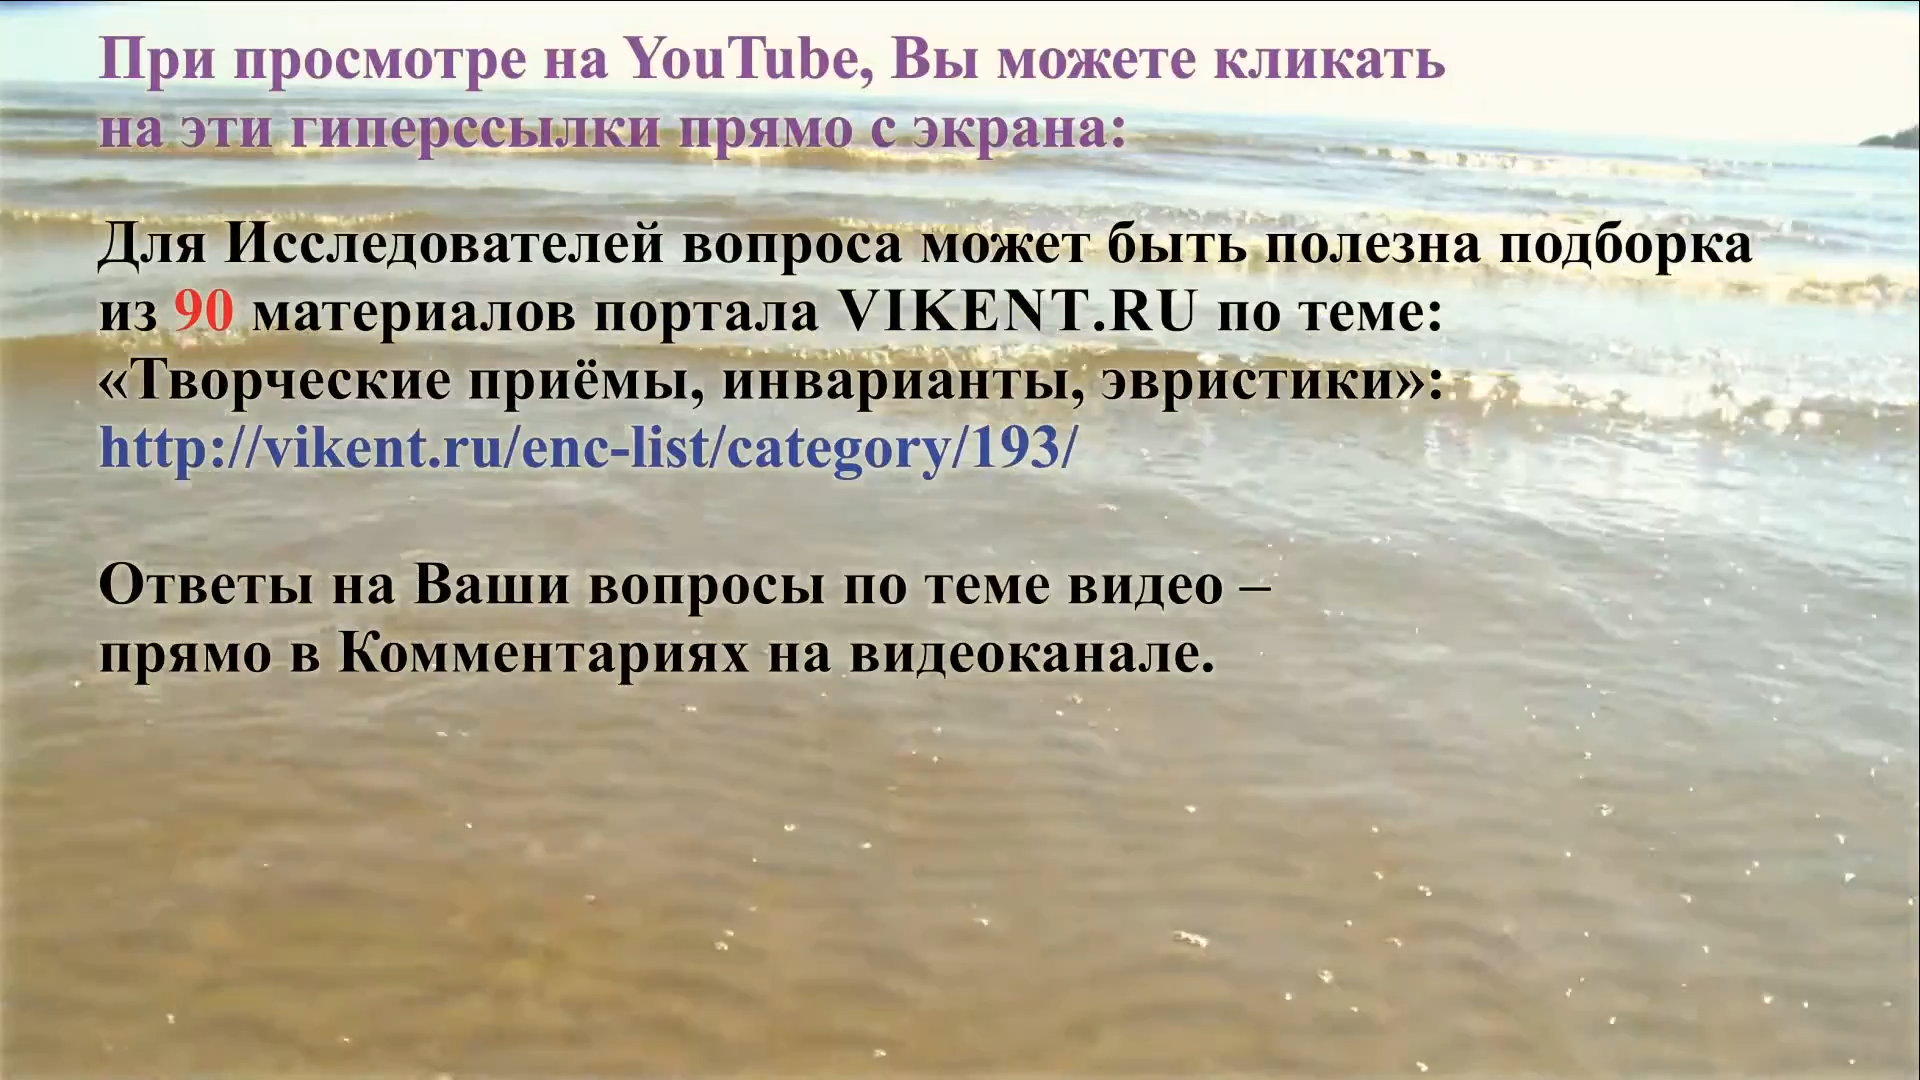 При просмотре на YouTube, Вы можете кликать
на эти гиперссылки прямо с экрана:
Для Исследователей вопроса может быть полезна подборка
из 90 материалов портала VIKENT.RU по теме:
«Творческие приёмы, инварианты, эвристики»:
http://vikent.ru/enc-list/category/193/
Ответы на Ваши вопросы по теме видео –
прямо в Комментариях на видеоканале.